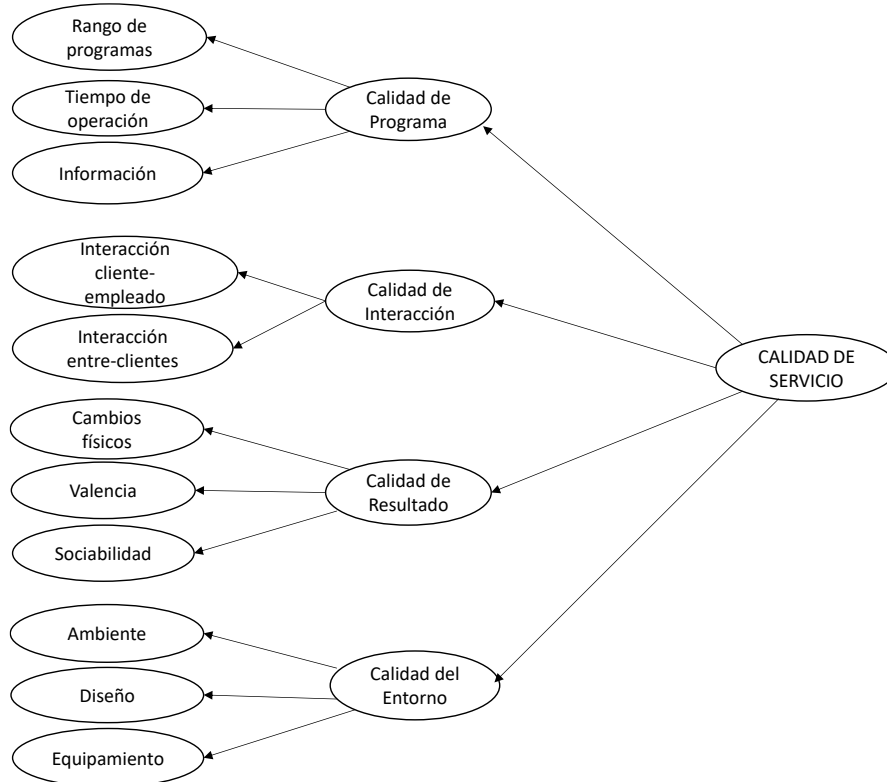 Rango de
programas
Tiempo de
operación
Información
Calidad de
Programa
Interacción
cliente-
empleado
Interacción
entre-clientes
Calidad de
Interacción
CALIDAD DE
SERVICIO
Cambios
físicos
Valencia
Sociabilidad
Calidad de
Resultado
Ambiente
Diseño
Equipamiento
Calidad del
Entorno